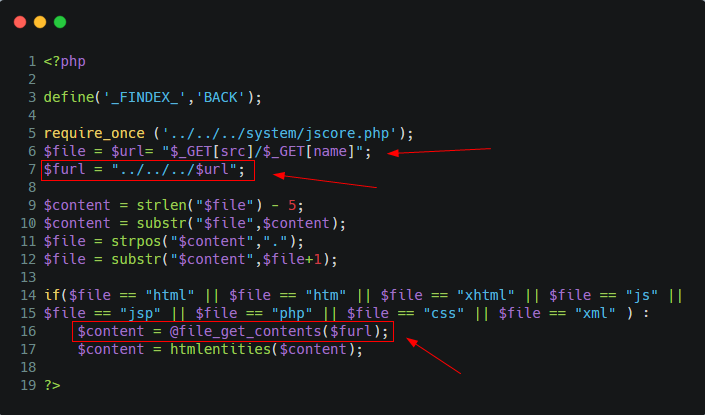 1 <?php
2
3 define('_FINDEX_','BACK');
4
5 require_once ('../../../system/jscore.php');
6 $file = $url= "$_GET[src]/$_GET[name]";
7 $furl = "../../../$url";
8
9 $content = strlen("$file") - 5;
10 $content = substr("$file",$content);
11 $file = strpos("$content",".");
12 $file = substr("$content",$file+1);
13
14 if($file == "html" || $file == "htm" || $file == "xhtml" || $file == "js" ||
15 $file == "jsp" || $file == "php" || $file == "css" || $file == "xml" ) :
16     $content = @file_get_contents($furl);
17     $content = htmlentities($content);
18
19 ?>